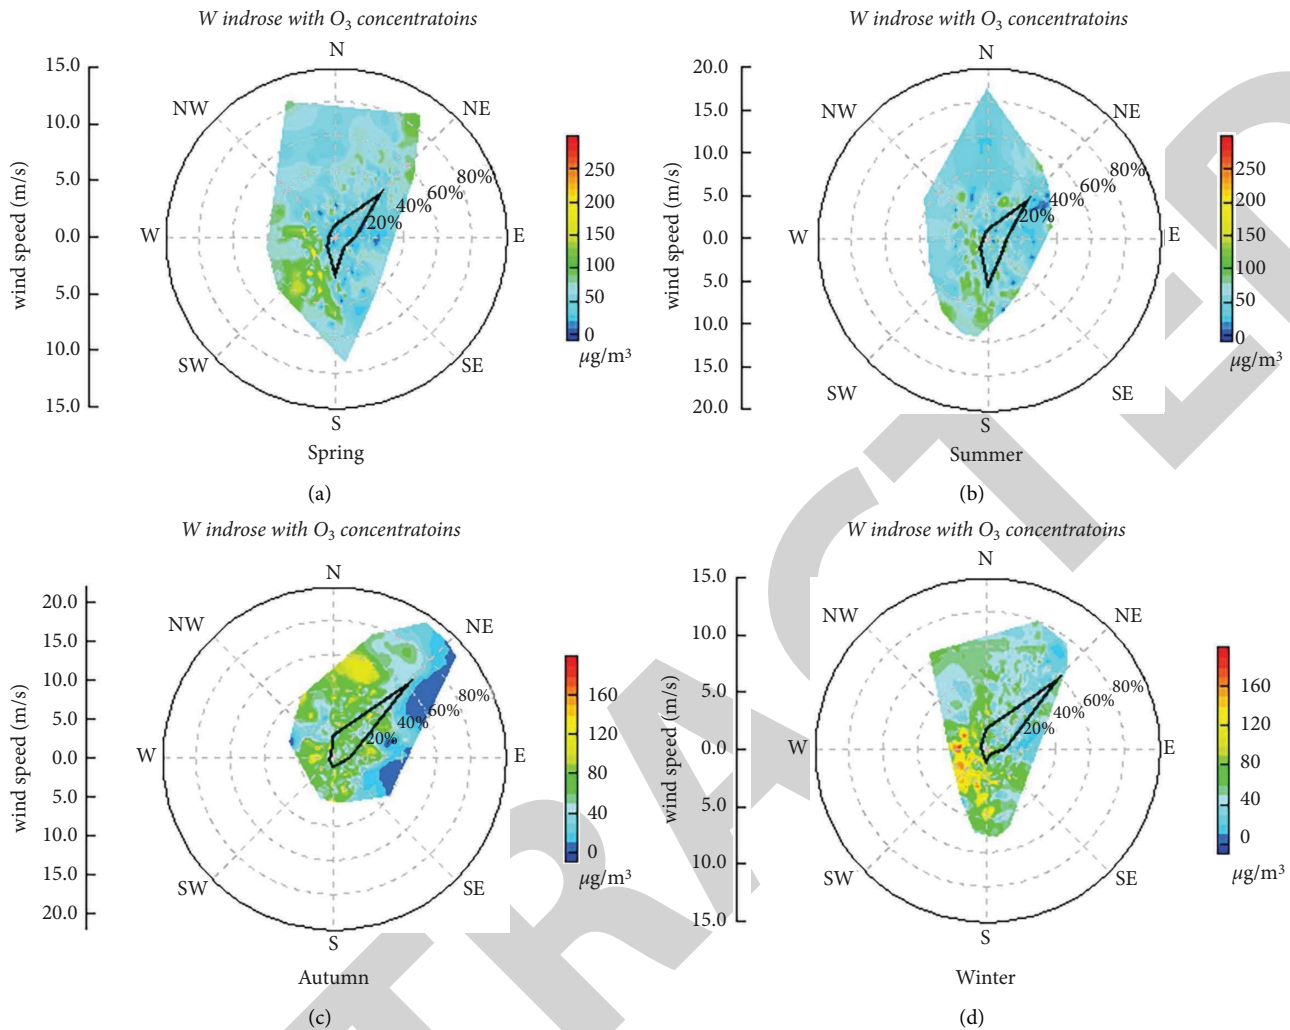 W indrose with O3 concentratoins
N
NE
E
SE
S
SW
W
NW
15.0
10.0
5.0
0.0
5.0
10.0
15.0
wind speed (m/s)
20%
40%
60%
80%
250
200
150
100
50
0
μg/m³
Spring
(a)
W indrose with O3 concentratoins
N
NE
E
SE
S
SW
W
NW
20.0
15.0
10.0
5.0
0.0
5.0
10.0
15.0
20.0
wind speed (m/s)
20%
40%
60%
80%
250
200
150
100
50
0
μg/m³
Summer
(b)
W indrose with O3 concentratoins
N
NE
E
SE
S
SW
W
NW
20.0
15.0
10.0
5.0
0.0
5.0
10.0
15.0
20.0
wind speed (m/s)
20%
40%
60%
80%
160
120
80
40
0
μg/m³
Autumn
(c)
W indrose with O3 concentratoins
N
NE
E
SE
S
SW
W
NW
15.0
10.0
5.0
0.0
5.0
10.0
15.0
wind speed (m/s)
20%
40%
60%
80%
160
120
80
40
0
μg/m³
Winter
(d)
TRACTED